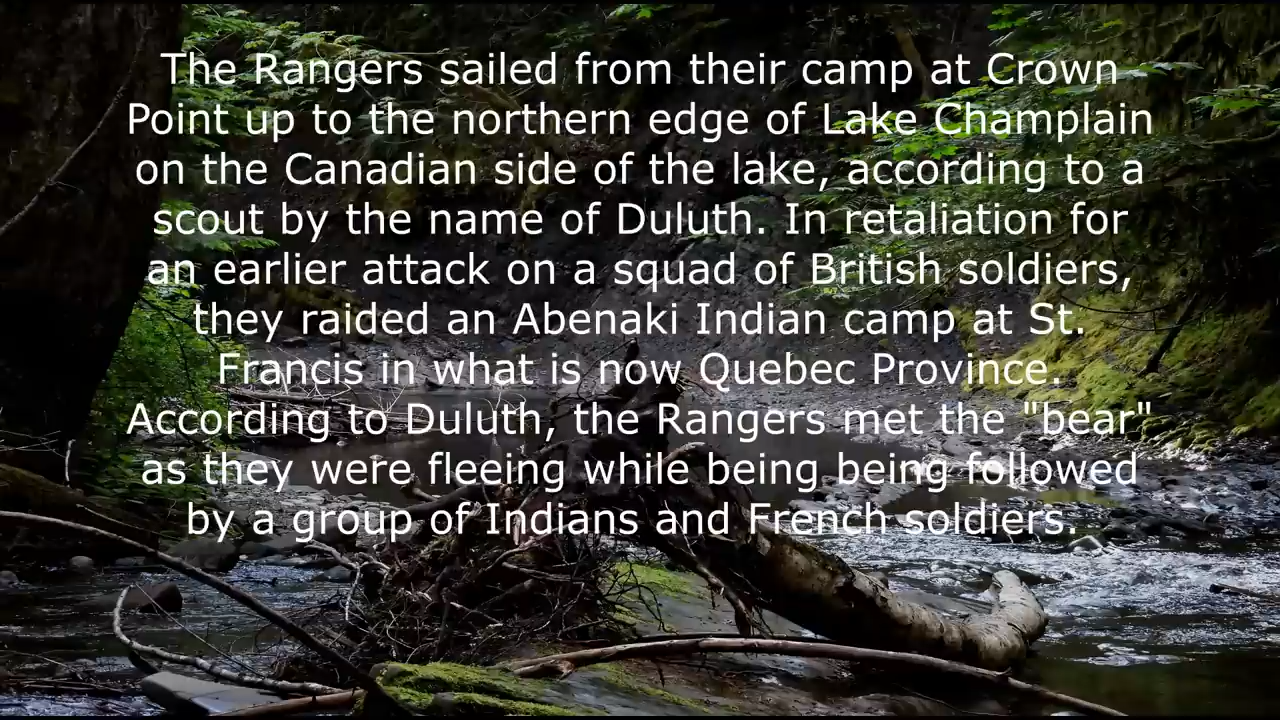 The Rangers sailed from their camp at Crown
Point up to the northern edge of Lake Champlain
on the Canadian side of the lake, according to a
scout by the name of Duluth. In retaliation for
an earlier attack on a squad of British soldiers,
they raided an Abenaki Indian camp at St.
Francis in what is now Quebec Province.
According to Duluth, the Rangers met the "bear"
as they were fleeing while being being followed
by a group of Indians and French soldiers.